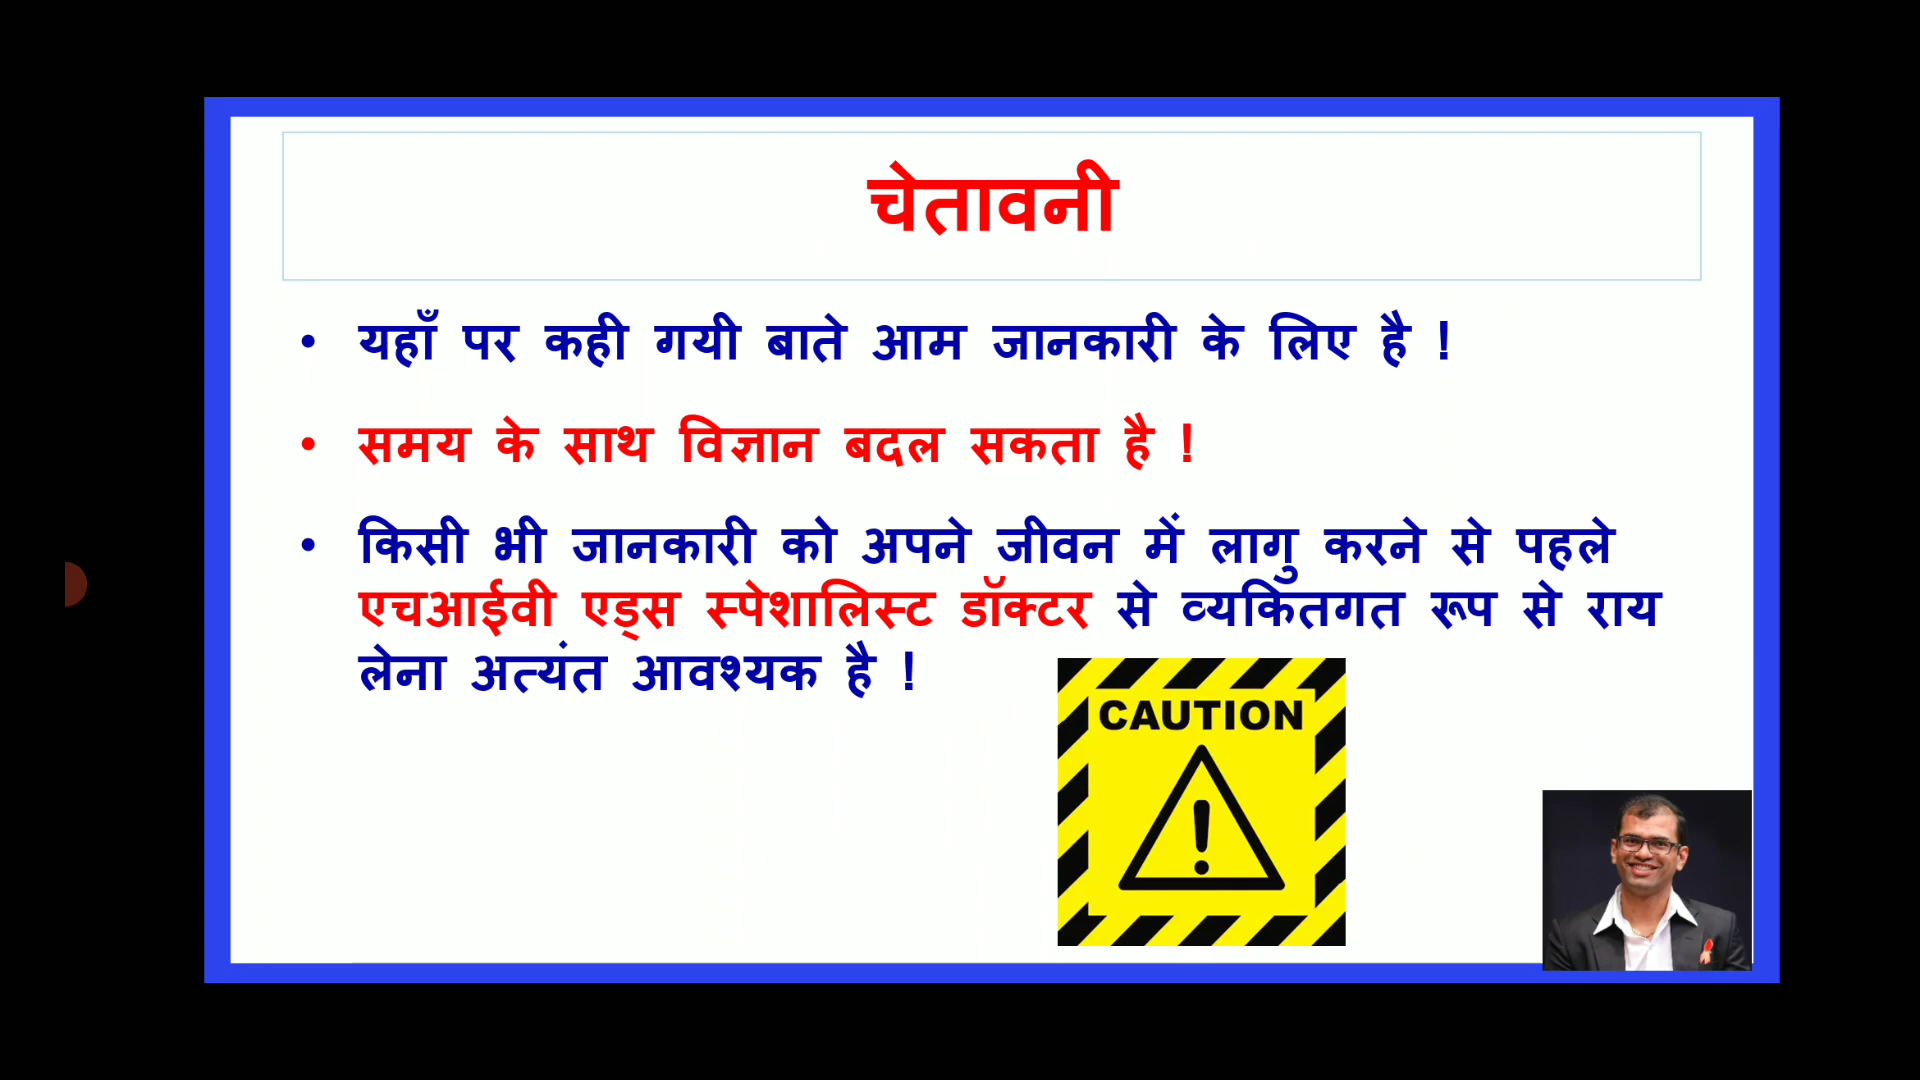 चेतावनी
• यहाँ पर कही गयी बाते आम जानकारी के लिए है !
• समय के साथ विज्ञान बदल सकता है !
• किसी भी जानकारी को अपने जीवन में लागु करने से पहले
एचआईवी एड्स स्पेशालिस्ट डॉक्टर से व्यकितगत रूप से राय
लेना अत्यंत आवश्यक है !
CAUTION
!